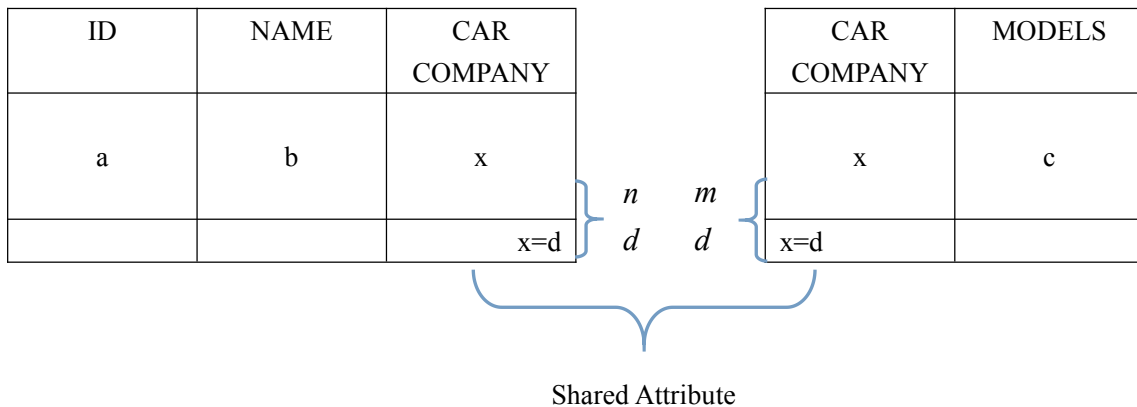 ID NAME CAR COMPANY CAR COMPANY MODELS
a b x x c
n m
x=d d d x=d
Shared Attribute